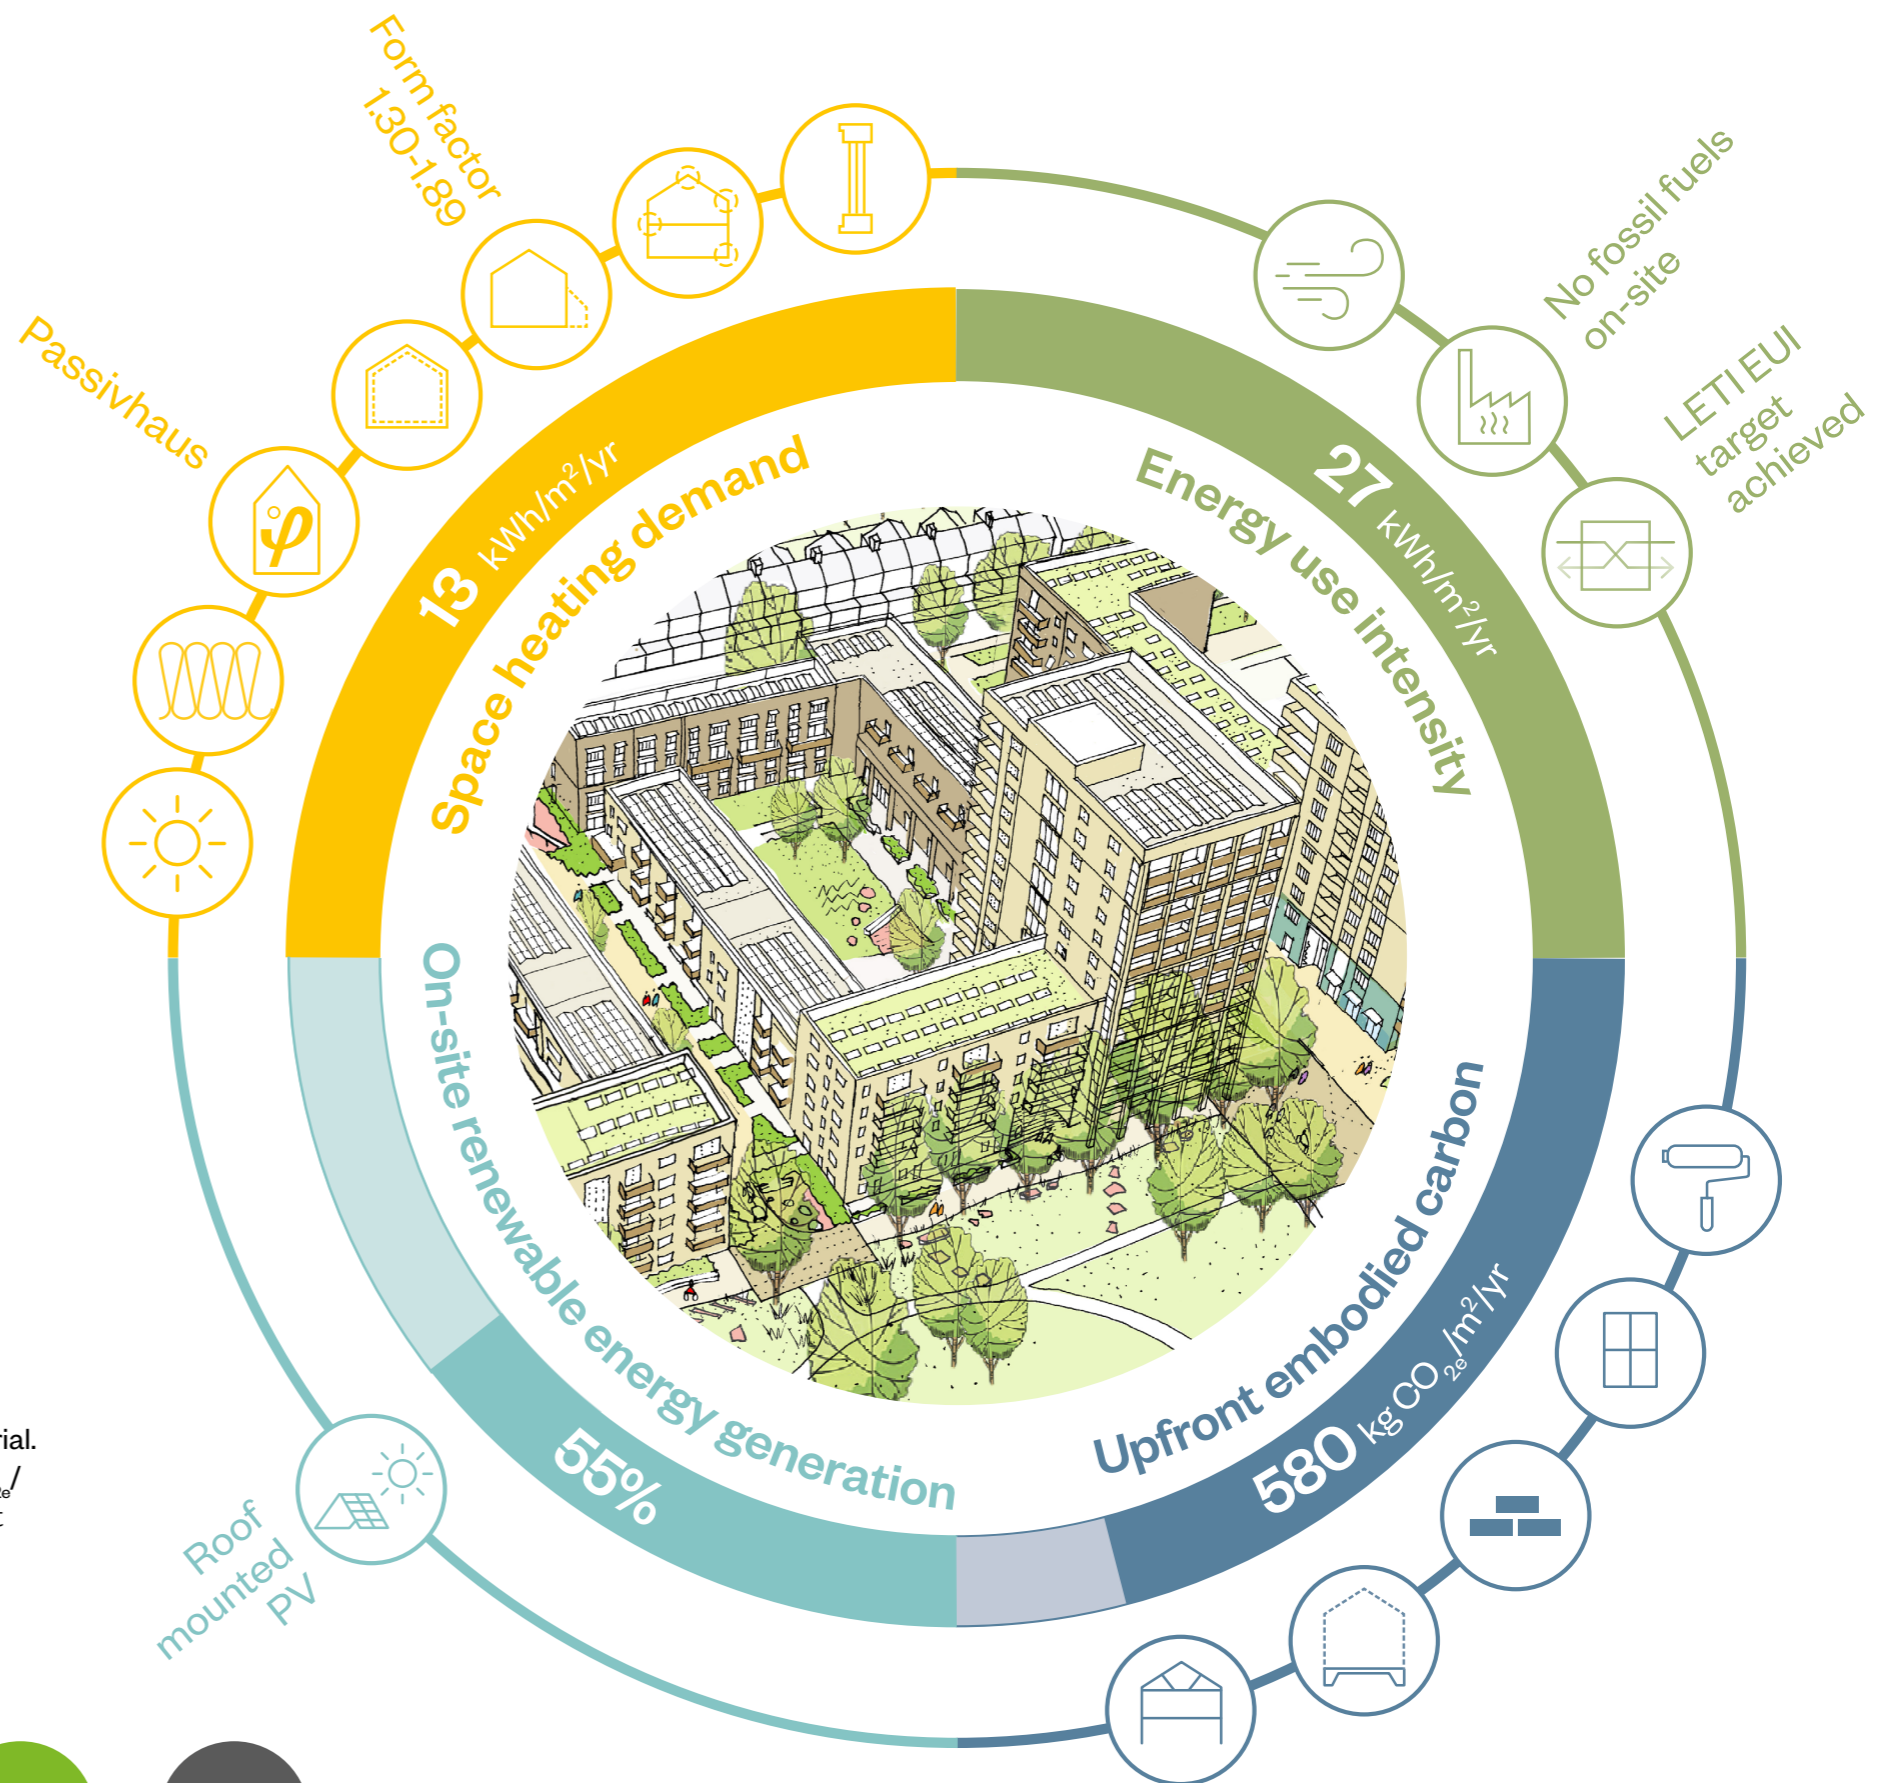 Form factor
1.30-1.89
Passivhaus
No fossil fuels
on-site
LETI EUI
target
achieved
13 kWh/m²/yr
Space heating demand
27 kWh/m²/yr
Energy use intensity
On-site renewable energy generation
55%
Upfront embodied carbon
580 kg CO₂ₑ/m²/yr
Roof
mounted
PV
rial.
2e/
t